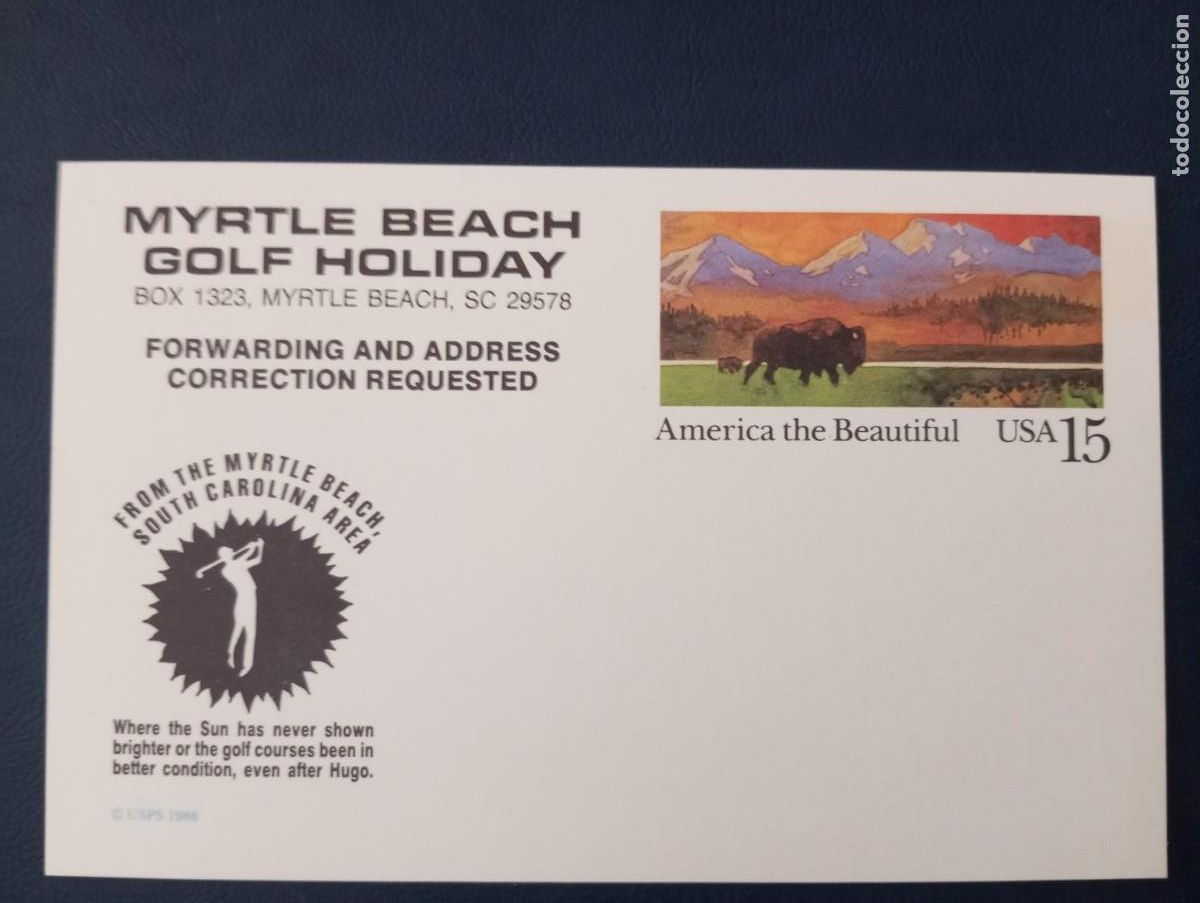 MYRTLE BEACH
GOLF HOLIDAY
BOX 1323, MYRTLE BEACH, SC 29578
FORWARDING AND ADDRESS
CORRECTION REQUESTED
America the Beautiful USA 15
FROM THE MYRTLE BEACH,
SOUTH CAROLINA AREA
Where the Sun has never shown
brighter or the golf courses been in
better condition, even after Hugo.
© USPS 1988
todocoleccion